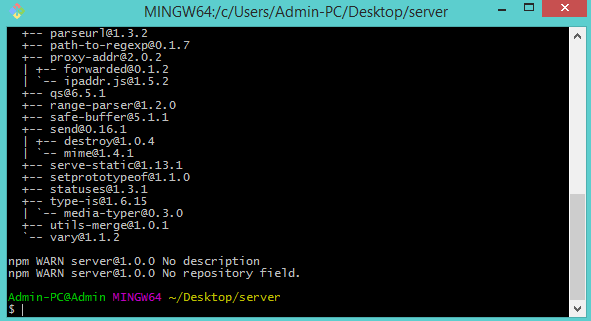 MINGW64:/c/Users/Admin-PC/Desktop/server
+-- parseurl@1.3.2
+-- path-to-regexp@0.1.7
+-- proxy-addr@2.0.2
| +-- forwarded@0.1.2
| `-- ipaddr.js@1.5.2
+-- qs@6.5.1
+-- range-parser@1.2.0
+-- safe-buffer@5.1.1
+-- send@0.16.1
| +-- destroy@1.0.4
| `-- mime@1.4.1
+-- serve-static@1.13.1
+-- setprototypeof@1.1.0
+-- statuses@1.3.1
+-- type-is@1.6.15
| `-- media-typer@0.3.0
+-- utils-merge@1.0.1
`-- vary@1.1.2
npm WARN server@1.0.0 No description
npm WARN server@1.0.0 No repository field.
Admin-PC@Admin MINGW64 ~/Desktop/server
$